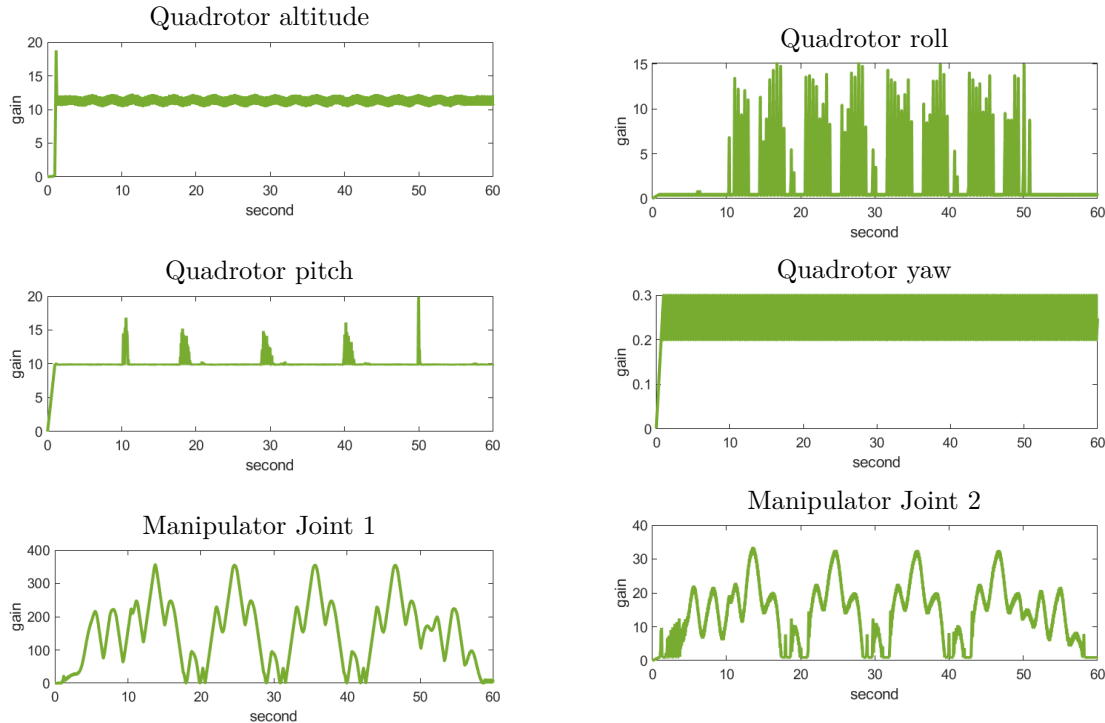 Quadrotor altitude
20
15
10
5
0
gain
0 10 20 30 40 50 60
second
Quadrotor roll
15
10
5
0
gain
0 10 20 30 40 50 60
second
Quadrotor pitch
20
15
10
5
0
gain
0 10 20 30 40 50 60
second
Quadrotor yaw
0.3
0.2
0.1
0
gain
0 10 20 30 40 50 60
second
Manipulator Joint 1
400
300
200
100
0
gain
0 10 20 30 40 50 60
second
Manipulator Joint 2
40
30
20
10
0
gain
0 10 20 30 40 50 60
second